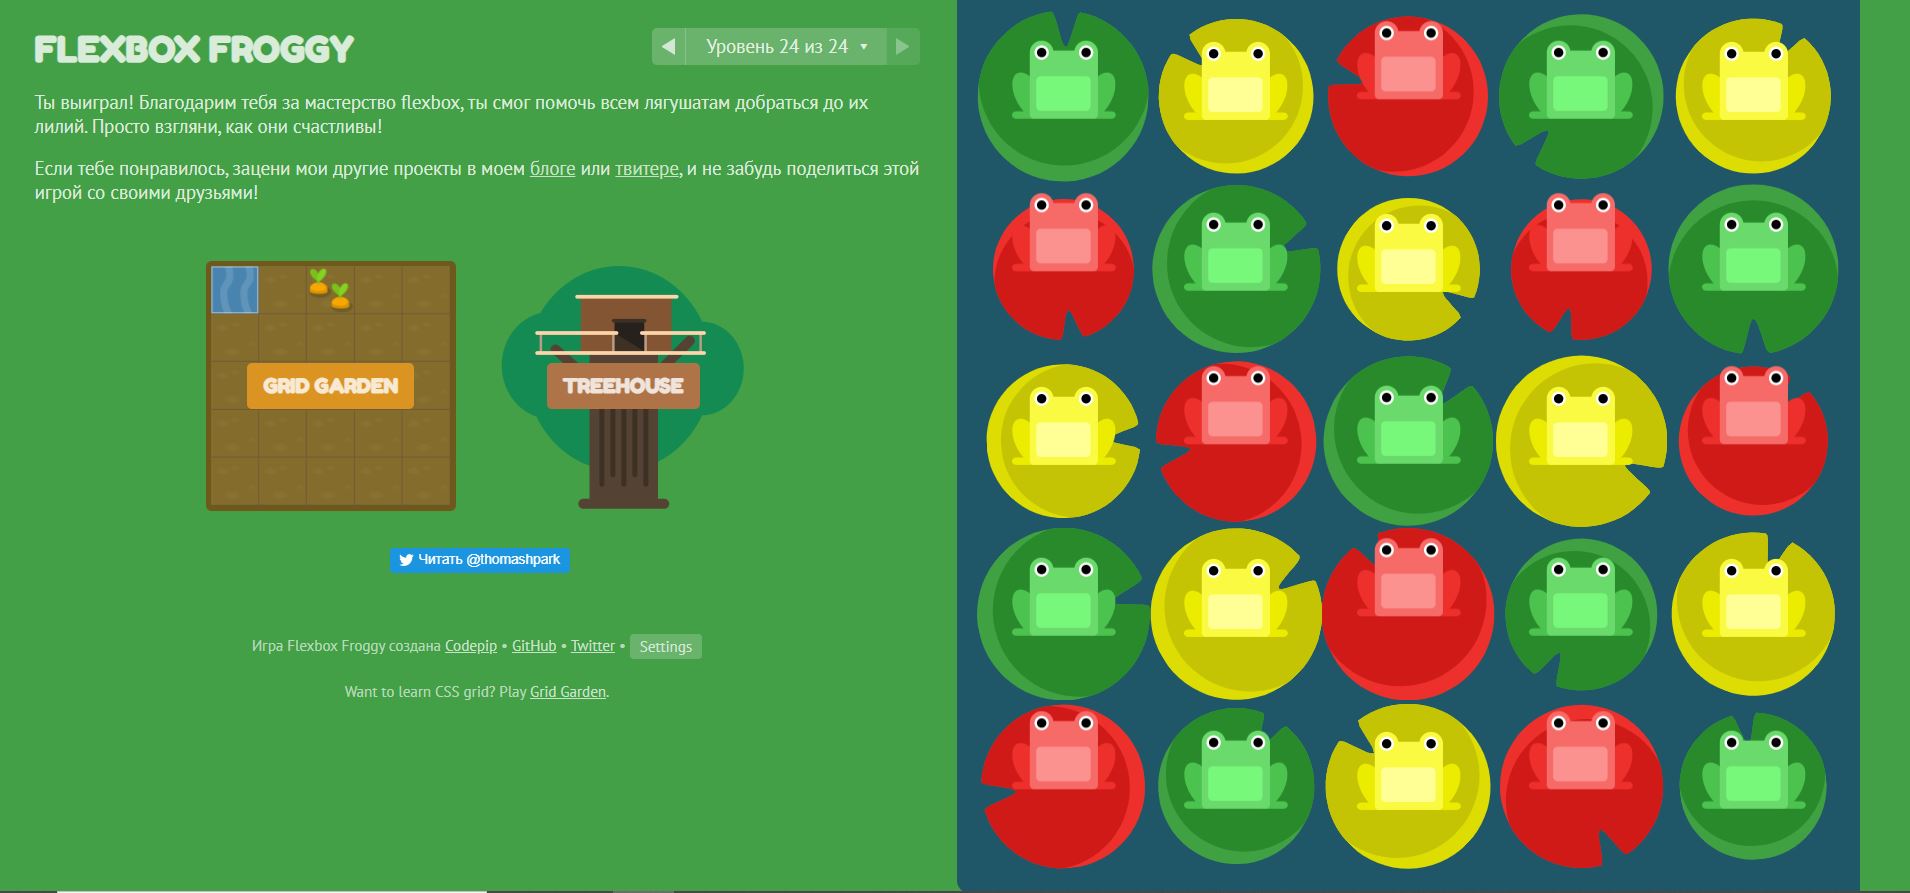 FLEXBOX FROGGY
Уровень 24 из 24
Ты выиграл! Благодарим тебя за мастерство flexbox, ты смог помочь всем лягушатам добраться до их
лилий. Просто взгляни, как они счастливы!
Если тебе понравилось, зацени мои другие проекты в моем блоге или твитере, и не забудь поделиться этой
игрой со своими друзьями!
GRID GARDEN
TREEHOUSE
Читать @thomashpark
Игра Flexbox Froggy создана Codepip • GitHub • Twitter • Settings
Want to learn CSS grid? Play Grid Garden.